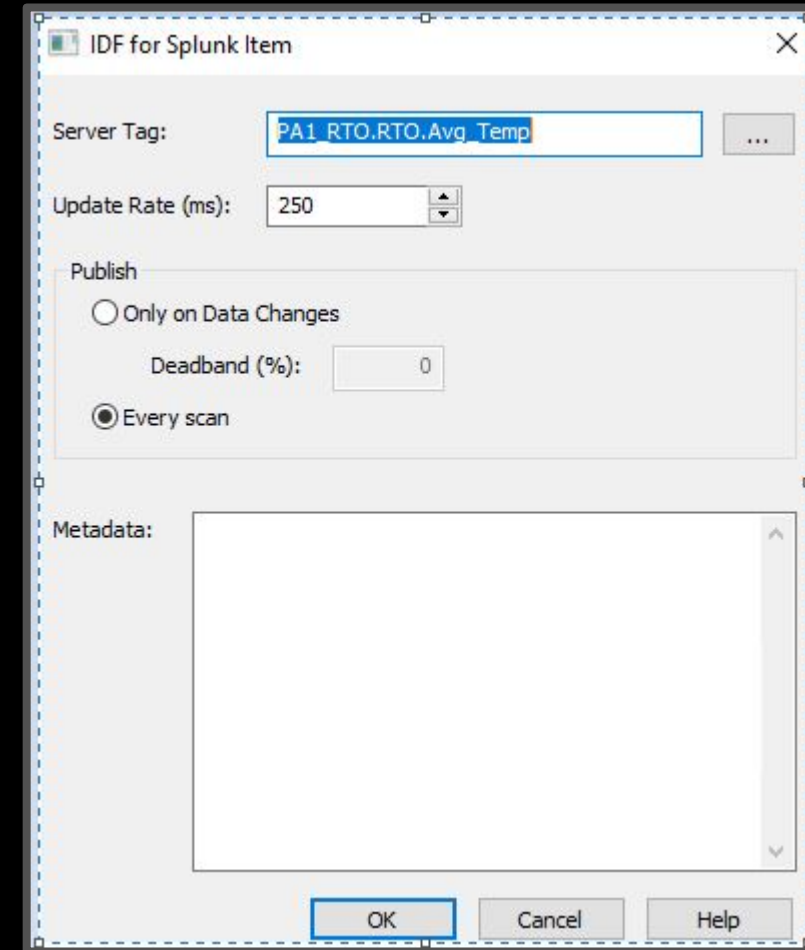 IDF for Splunk Item
Server Tag: PA1_RTO.RTO.Avg_Temp ...
Update Rate (ms): 250
Publish
Only on Data Changes
Deadband (%): 0
Every scan
Metadata:
OK Cancel Help